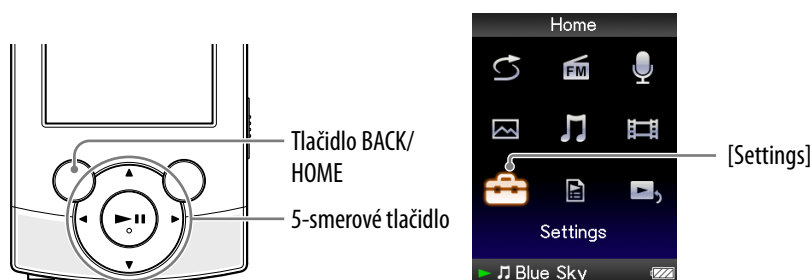 Tlačidlo BACK/
HOME
5-smerové tlačidlo
Home
FM
[Settings]
Settings
Blue Sky